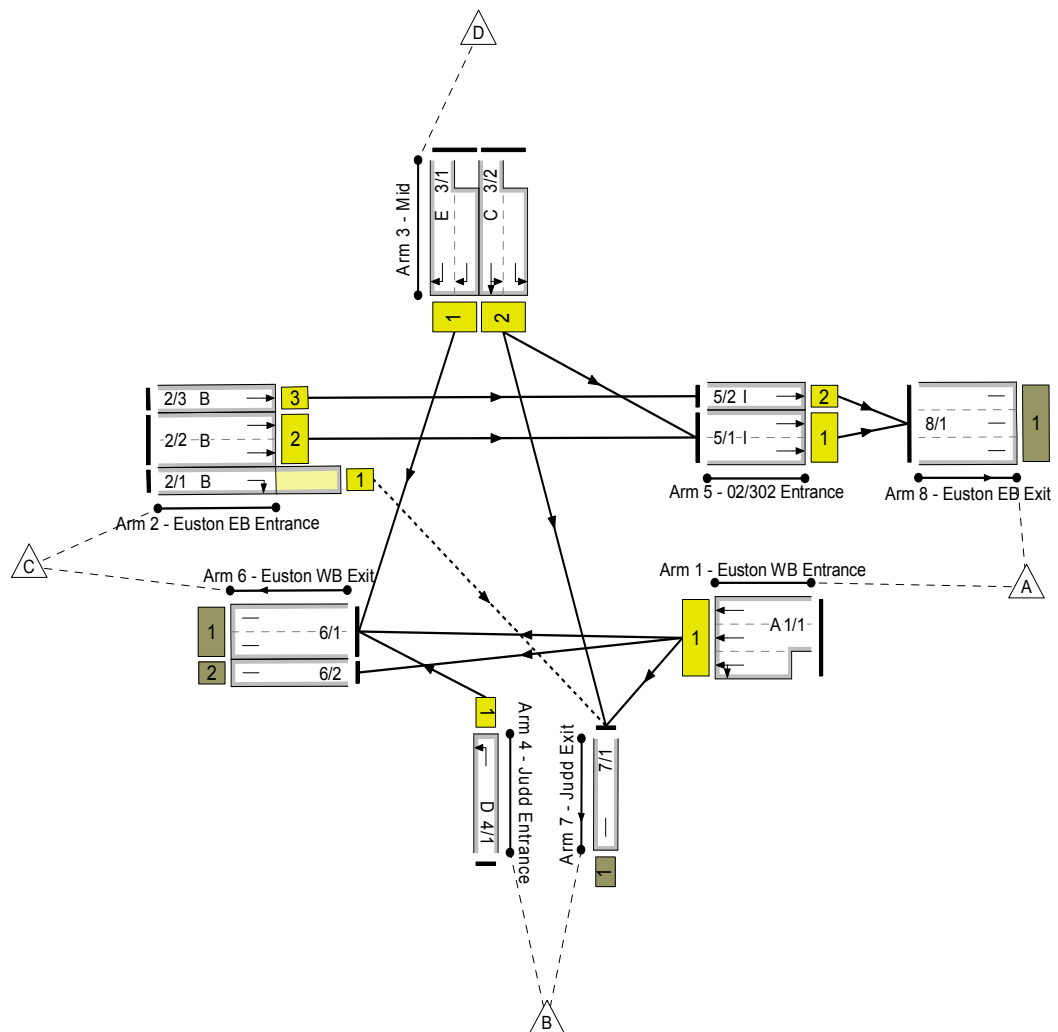 D
Arm 3 - Mid
3/1
3/2
E
C
1
2
2/3 B
3
5/2 I
2
2/2 B
2
5/1 I
1
8/1
1
2/1 B
1
Arm 2 - Euston EB Entrance
Arm 5 - 02/302 Entrance
Arm 8 - Euston EB Exit
C
Arm 6 - Euston WB Exit
Arm 1 - Euston WB Entrance
A
1
6/1
1
A 1/1
2
6/2
1
Arm 4 - Judd Entrance
D 4/1
Arm 7 - Judd Exit
7/1
1
B